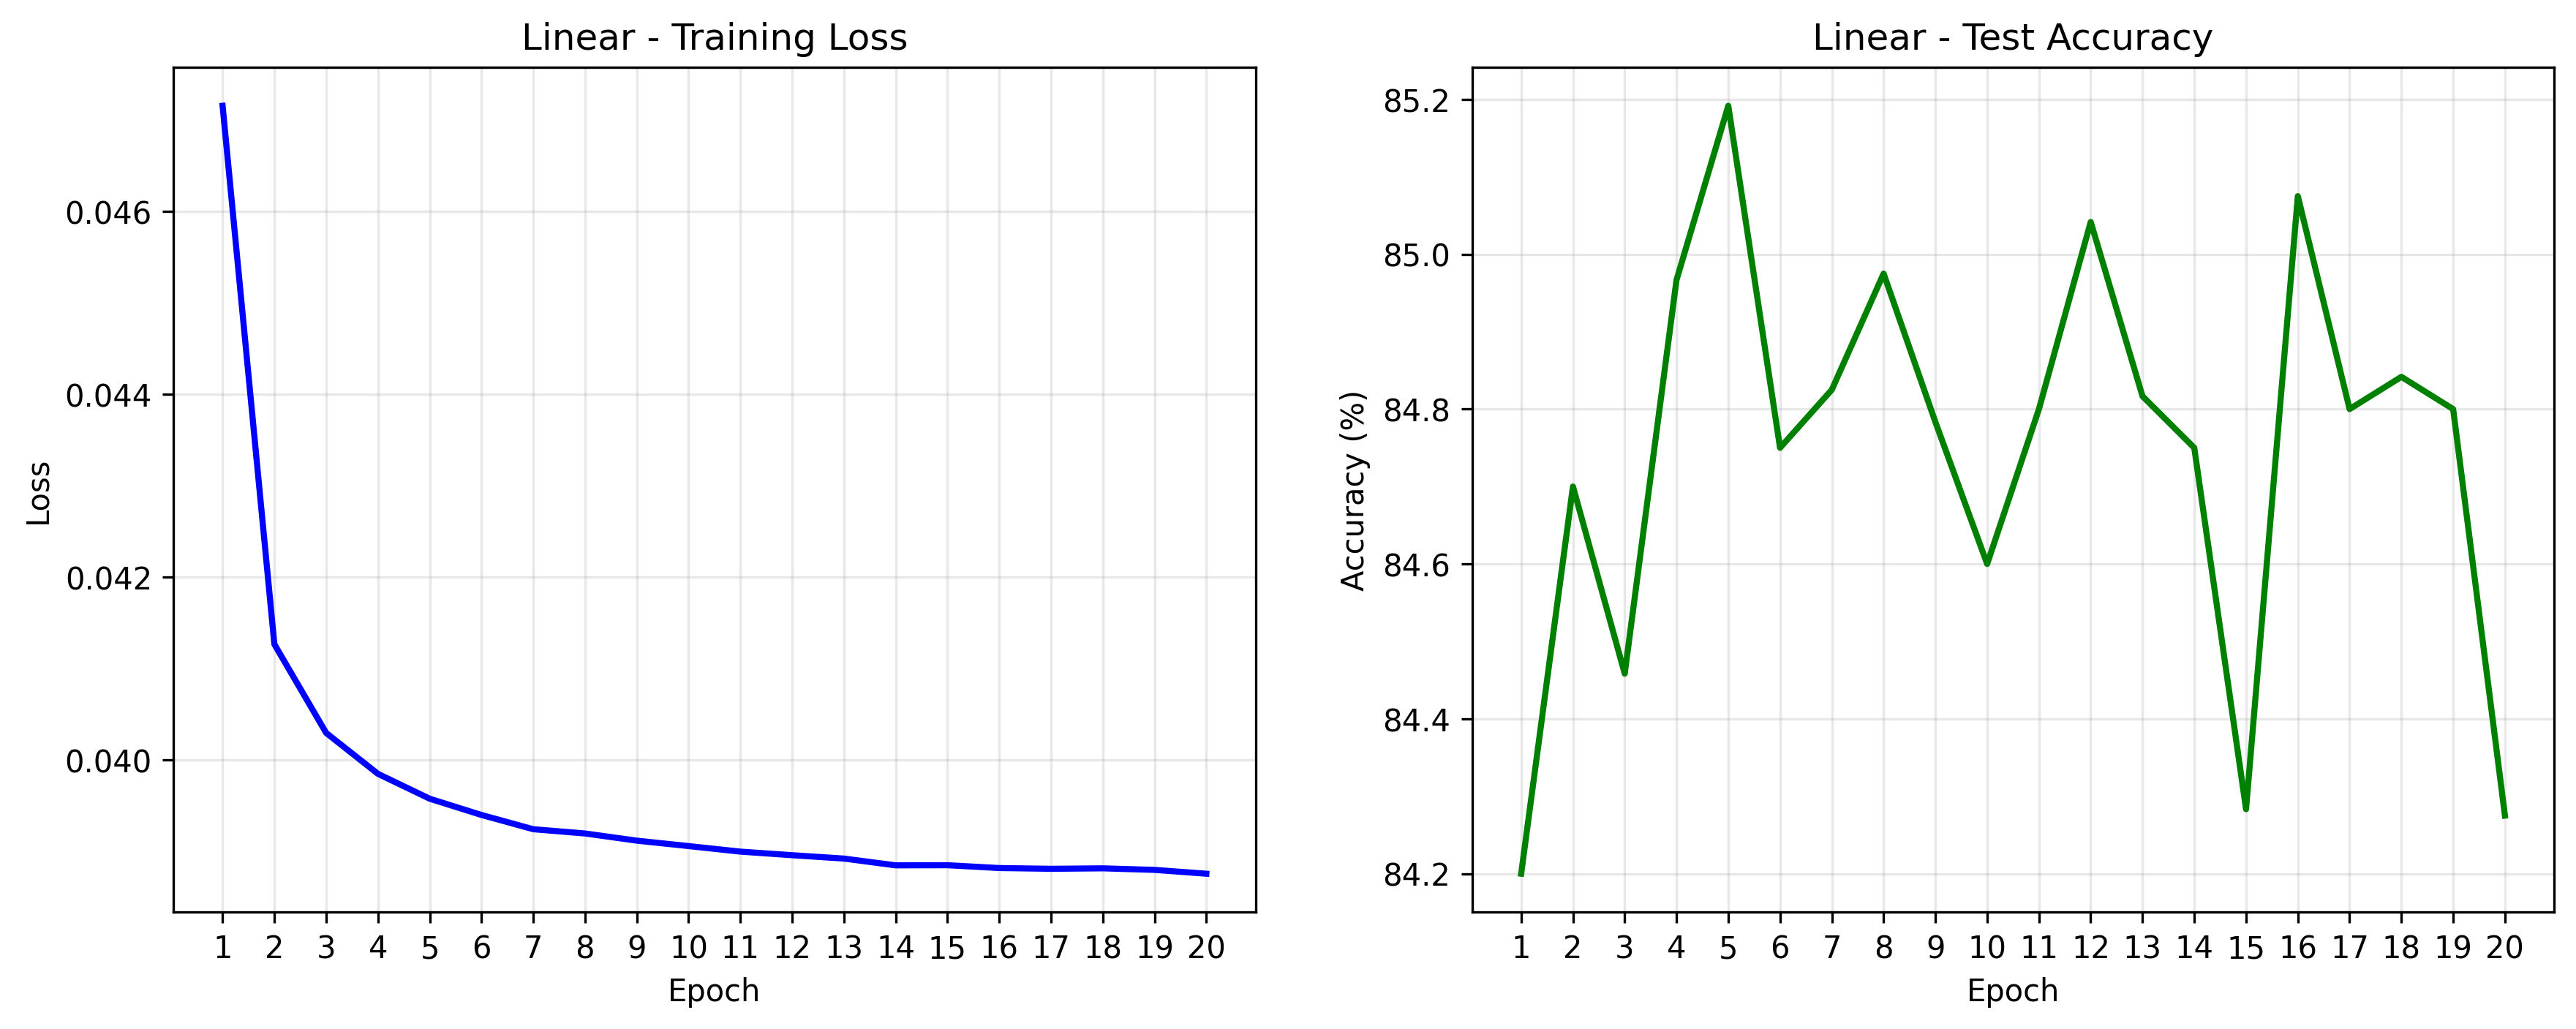 Linear - Training Loss
Loss
0.046
0.044
0.042
0.040
1 2 3 4 5 6 7 8 9 10 11 12 13 14 15 16 17 18 19 20
Epoch
Linear - Test Accuracy
Accuracy (%)
85.2
85.0
84.8
84.6
84.4
84.2
1 2 3 4 5 6 7 8 9 10 11 12 13 14 15 16 17 18 19 20
Epoch